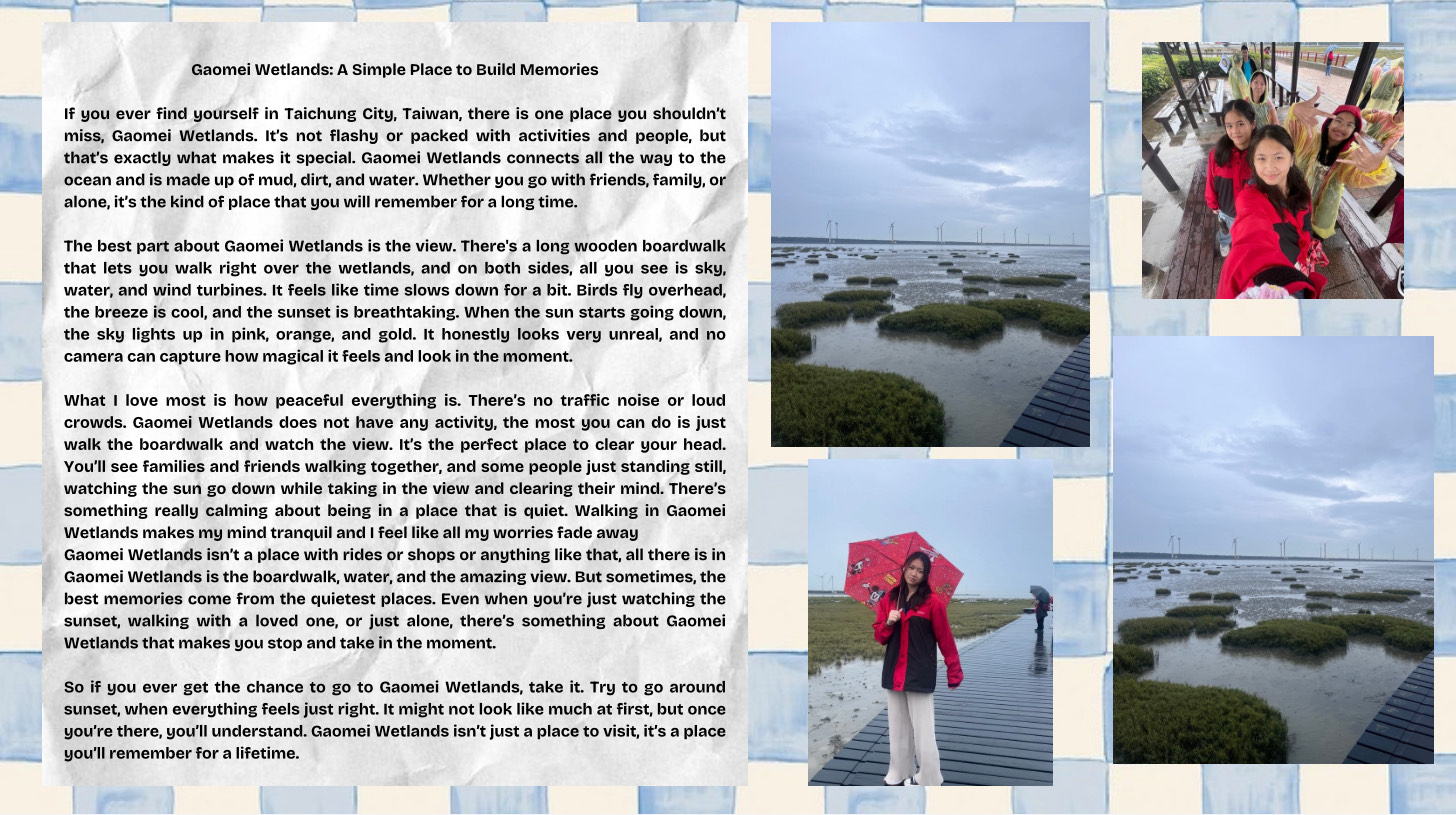 Gaomei Wetlands: A Simple Place to Build Memories
If you ever find yourself in Taichung City, Taiwan, there is one place you shouldn't
miss, Gaomei Wetlands. It's not flashy or packed with activities and people, but
that's exactly what makes it special. Gaomei Wetlands connects all the way to the
ocean and is made up of mud, dirt, and water. Whether you go with friends, family, or
alone, it's the kind of place that you will remember for a long time.
The best part about Gaomei Wetlands is the view. There's a long wooden boardwalk
that lets you walk right over the wetlands, and on both sides, all you see is sky,
water, and wind turbines. It feels like time slows down for a bit. Birds fly overhead,
the breeze is cool, and the sunset is breathtaking. When the sun starts going down,
the sky lights up in pink, orange, and gold. It honestly looks very unreal, and no
camera can capture how magical it feels and look in the moment.
What I love most is how peaceful everything is. There's no traffic noise or loud
crowds. Gaomei Wetlands does not have any activity, the most you can do is just
walk the boardwalk and watch the view. It's the perfect place to clear your head.
You'll see families and friends walking together, and some people just standing still,
watching the sun go down while taking in the view and clearing their mind. There's
something really calming about being in a place that is quiet. Walking in Gaomei
Wetlands makes my mind tranquil and I feel like all my worries fade away
Gaomei Wetlands isn't a place with rides or shops or anything like that, all there is in
Gaomei Wetlands is the boardwalk, water, and the amazing view. But sometimes, the
best memories come from the quietest places. Even when you're just watching the
sunset, walking with a loved one, or just alone, there's something about Gaomei
Wetlands that makes you stop and take in the moment.
So if you ever get the chance to go to Gaomei Wetlands, take it. Try to go around
sunset, when everything feels just right. It might not look like much at first, but once
you're there, you'll understand. Gaomei Wetlands isn't just a place to visit, it's a place
you'll remember for a lifetime.